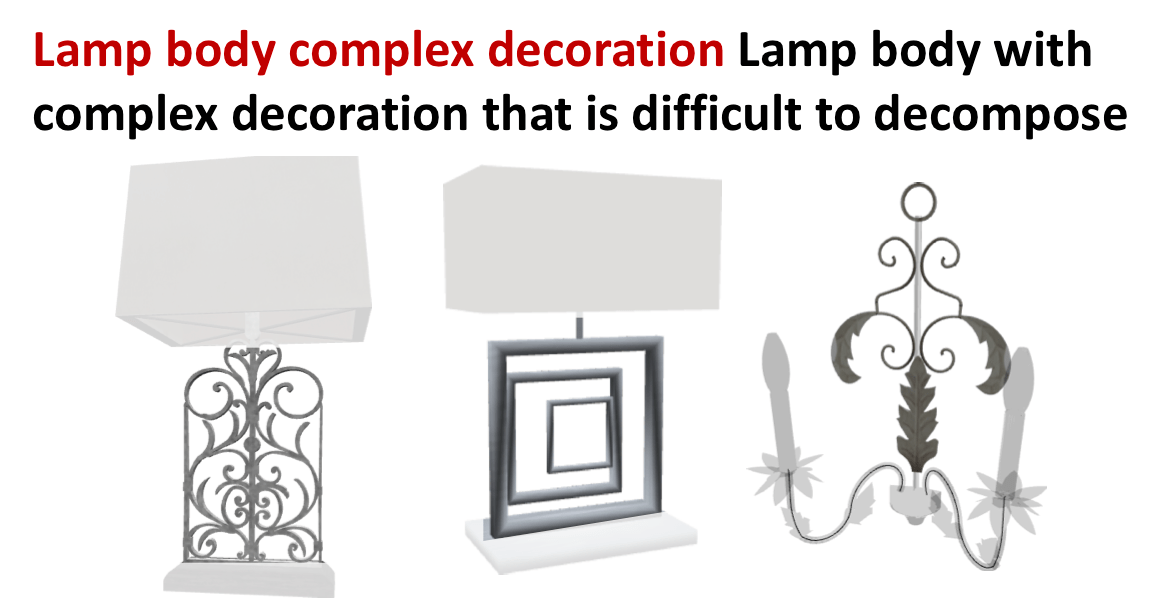 Lamp body complex decoration Lamp body with
complex decoration that is difficult to decompose